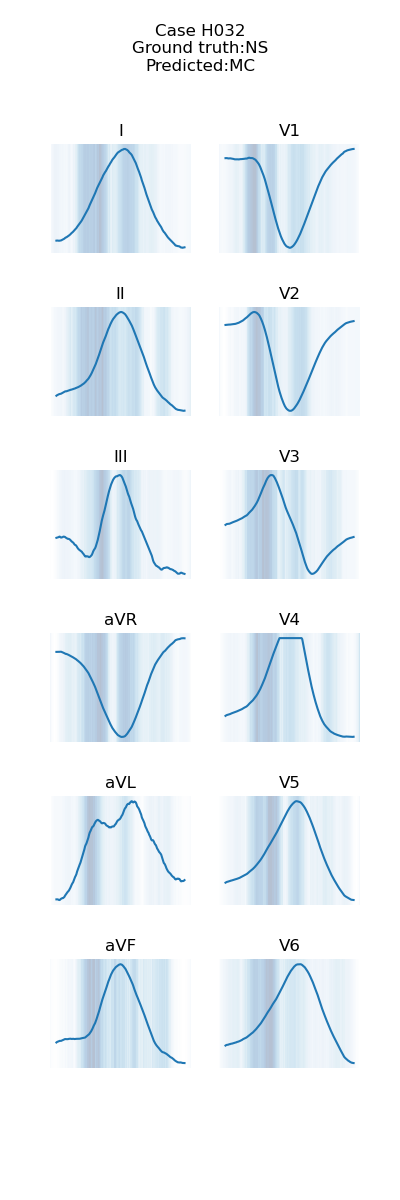 Case H032
Ground truth:NS
Predicted:MC
I
V1
II
V2
III
V3
aVR
V4
aVL
V5
aVF
V6